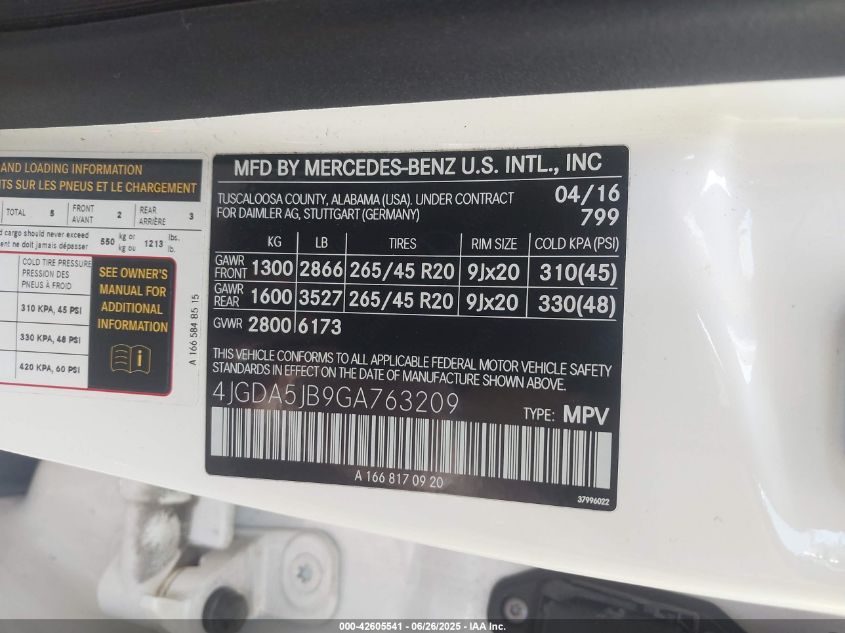 AND LOADING INFORMATION
NTS SUR LES PNEUS ET LE CHARGEMENT
TOTAL 5 FRONT AVANT 2 REAR ARRIÈRE 3
d cargo should never exceed 550 kg or 1213 lbs.
ent ne doit jamais dépasser kg ou lb.
COLD TIRE PRESSURE
PRESSION DES
PNEUS À FROID
310 KPA, 45 PSI
330 KPA, 48 PSI
420 KPA, 60 PSI
SEE OWNER'S
MANUAL FOR
ADDITIONAL
INFORMATION
A 166 584 85 15
MFD BY MERCEDES-BENZ U.S. INTL., INC
TUSCALOOSA COUNTY, ALABAMA (USA). UNDER CONTRACT 04/16
FOR DAIMLER AG, STUTTGART (GERMANY) 799
KG LB TIRES RIM SIZE COLD KPA (PSI)
GAWR FRONT 1300 2866 265/45 R20 9Jx20 310(45)
GAWR REAR 1600 3527 265/45 R20 9Jx20 330(48)
GVWR 2800 6173
THIS VEHICLE CONFORMS TO ALL APPLICABLE FEDERAL MOTOR VEHICLE SAFETY
STANDARDS IN EFFECT ON THE DATE OF MANUFACTURE SHOWN ABOVE.
4JGDA5JB9GA763209
TYPE: MPV
A 166 817 09 20
37996022
000-42605541 / 06/26/2025 / IAA Inc.